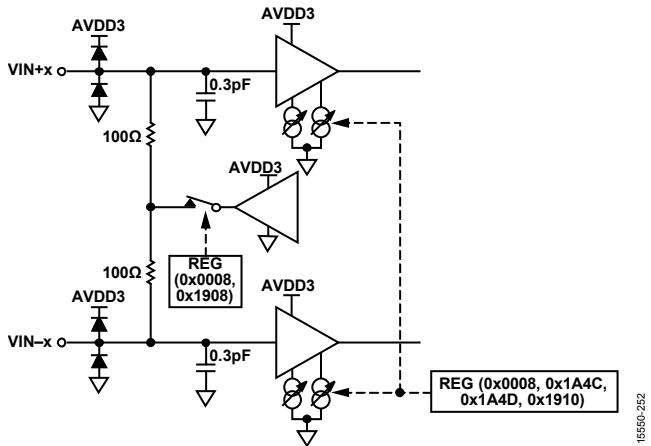 AVDD3
AVDD3
VIN+x
0.3pF
100Ω
AVDD3
REG
(0x0008,
0x1908)
100Ω
AVDD3
AVDD3
VIN–x
0.3pF
REG (0x0008, 0x1A4C,
0x1A4D, 0x1910)
15550-252